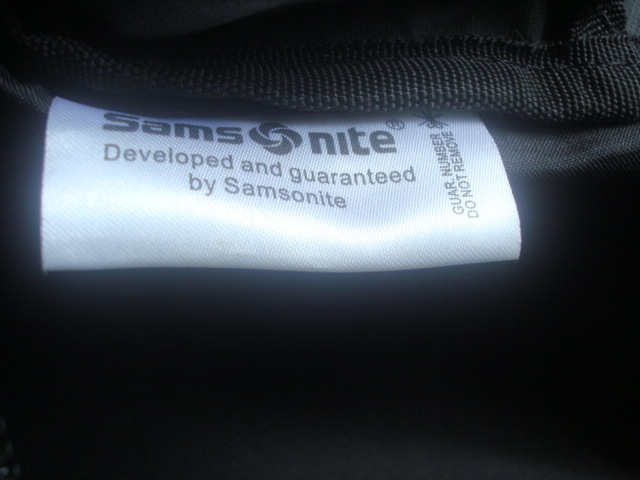 Samsonite®
Developed and guaranteed
by Samsonite
GUAR. NUMBER
DO NOT REMOVE